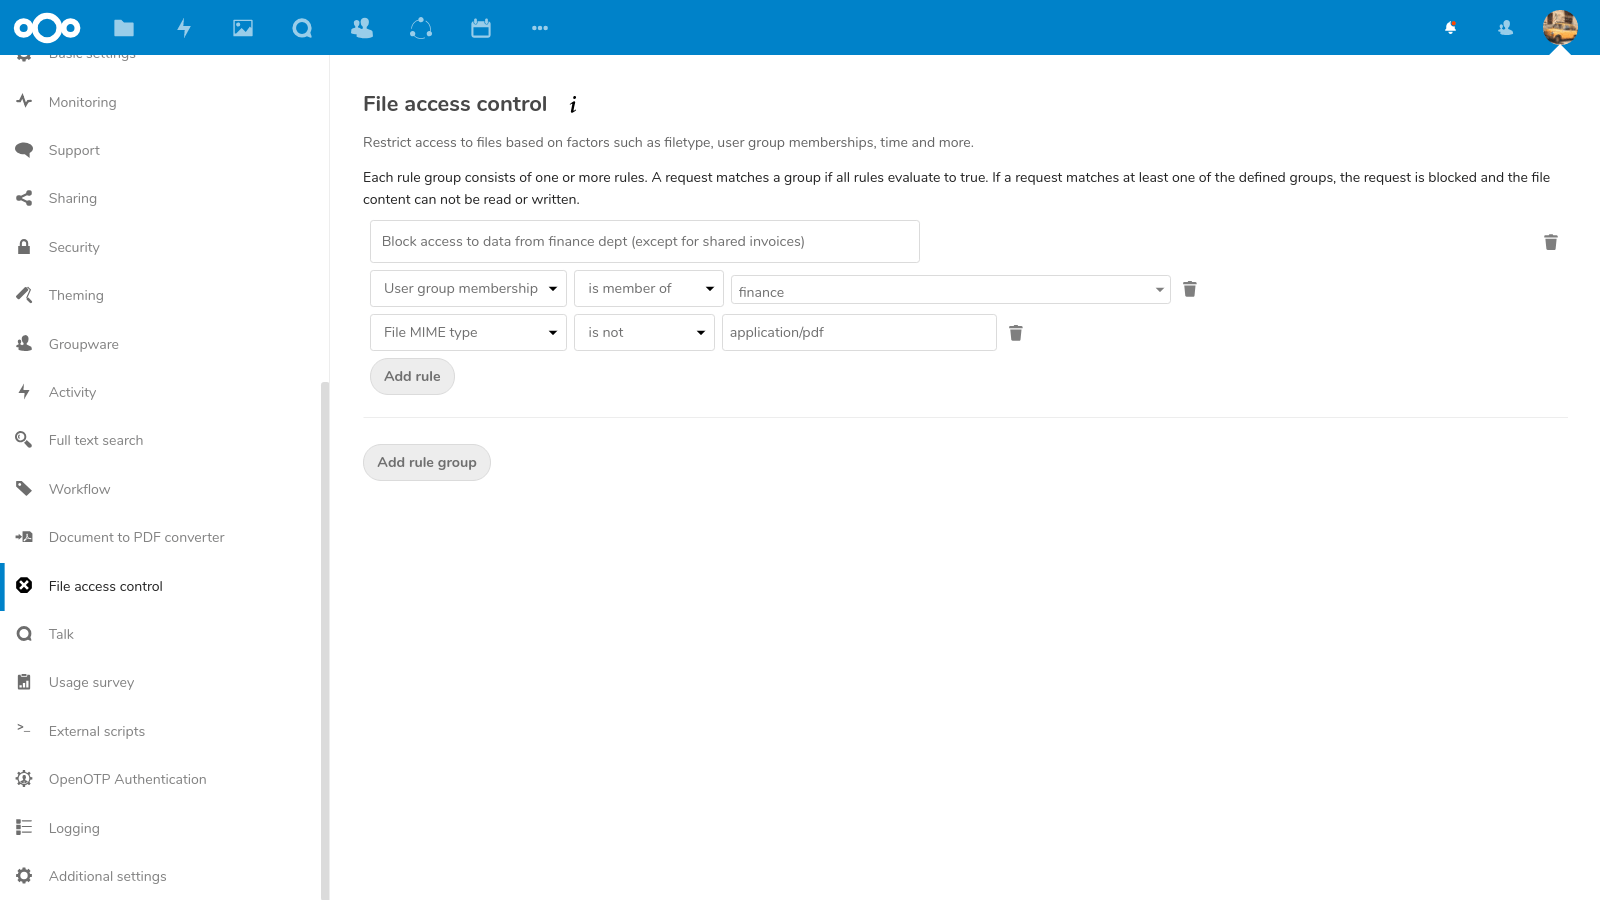 Basic settings
Monitoring
Support
Sharing
Security
Theming
Groupware
Activity
Full text search
Workflow
Document to PDF converter
File access control
Talk
Usage survey
External scripts
OpenOTP Authentication
Logging
Additional settings
File access control i
Restrict access to files based on factors such as filetype, user group memberships, time and more.
Each rule group consists of one or more rules. A request matches a group if all rules evaluate to true. If a request matches at least one of the defined groups, the request is blocked and the file
content can not be read or written.
Block access to data from finance dept (except for shared invoices)
User group membership is member of finance
File MIME type is not application/pdf
Add rule
Add rule group